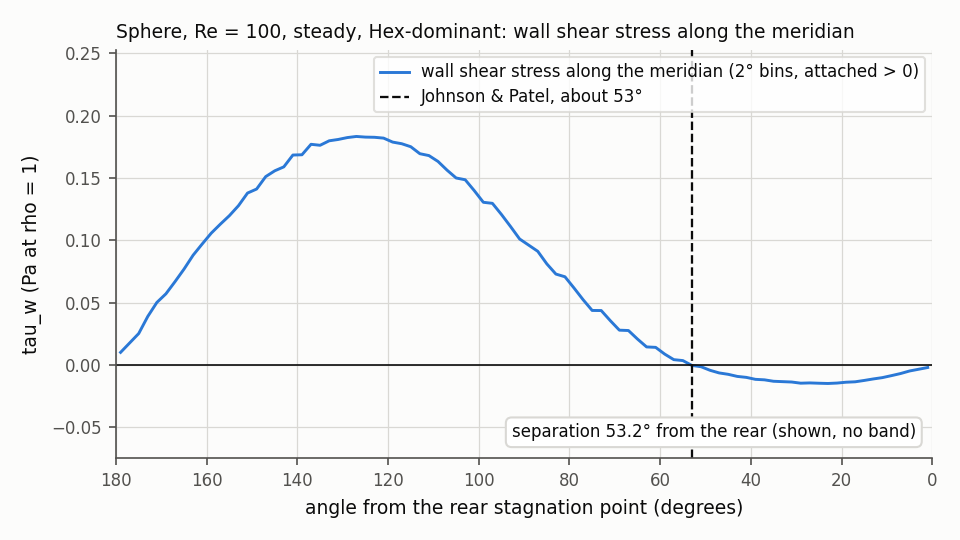 Sphere, Re = 100, steady, Hex-dominant: wall shear stress along the meridian
wall shear stress along the meridian (2° bins, attached > 0)
Johnson & Patel, about 53°
tau_w (Pa at rho = 1)
0.25
0.20
0.15
0.10
0.05
0.00
−0.05
separation 53.2° from the rear (shown, no band)
180 160 140 120 100 80 60 40 20 0
angle from the rear stagnation point (degrees)